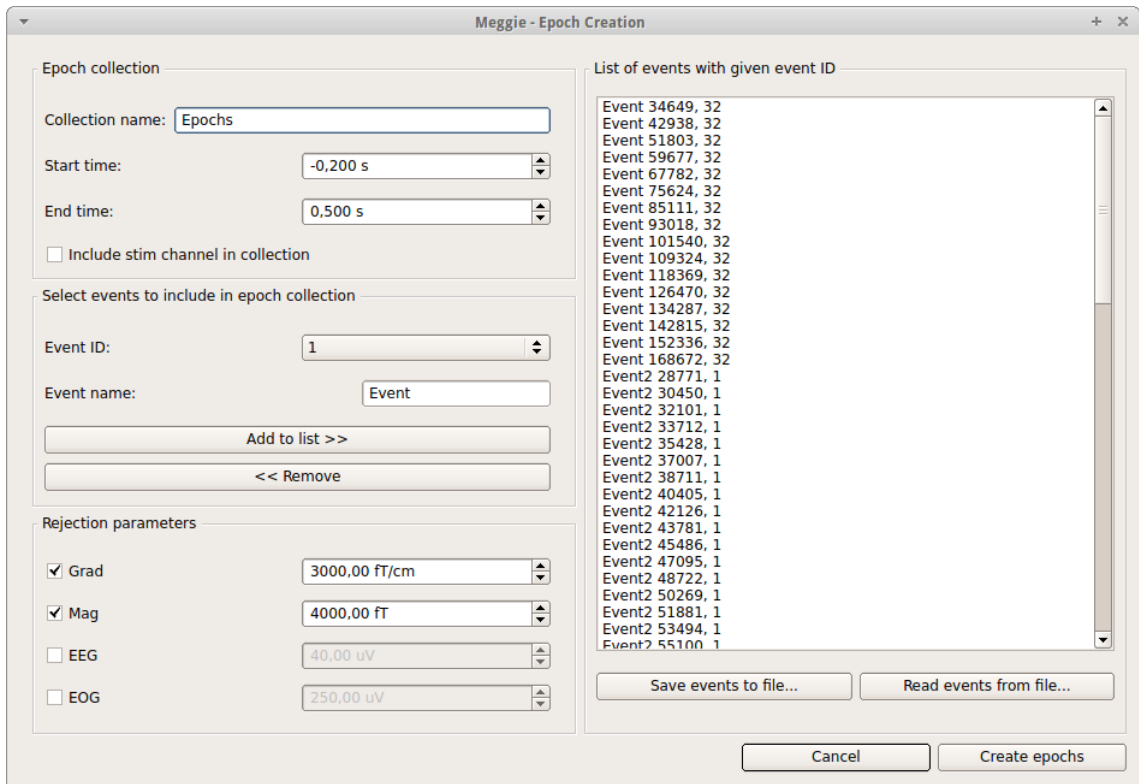 Meggie - Epoch Creation
Epoch collection
Collection name: Epochs
Start time: -0,200 s
End time: 0,500 s
Include stim channel in collection
Select events to include in epoch collection
Event ID: 1
Event name: Event
Add to list >>
<< Remove
Rejection parameters
Grad 3000,00 fT/cm
Mag 4000,00 fT
EEG 40,00 uV
EOG 250,00 uV
List of events with given event ID
Event 34649, 32
Event 42938, 32
Event 51803, 32
Event 59677, 32
Event 67782, 32
Event 75624, 32
Event 85111, 32
Event 93018, 32
Event 101540, 32
Event 109324, 32
Event 118369, 32
Event 126470, 32
Event 134287, 32
Event 142815, 32
Event 152336, 32
Event 168672, 32
Event2 28771, 1
Event2 30450, 1
Event2 32101, 1
Event2 33712, 1
Event2 35428, 1
Event2 37007, 1
Event2 38711, 1
Event2 40405, 1
Event2 42126, 1
Event2 43781, 1
Event2 45486, 1
Event2 47095, 1
Event2 48722, 1
Event2 50269, 1
Event2 51881, 1
Event2 53494, 1
Event2 55100, 1
Save events to file...
Read events from file...
Cancel
Create epochs